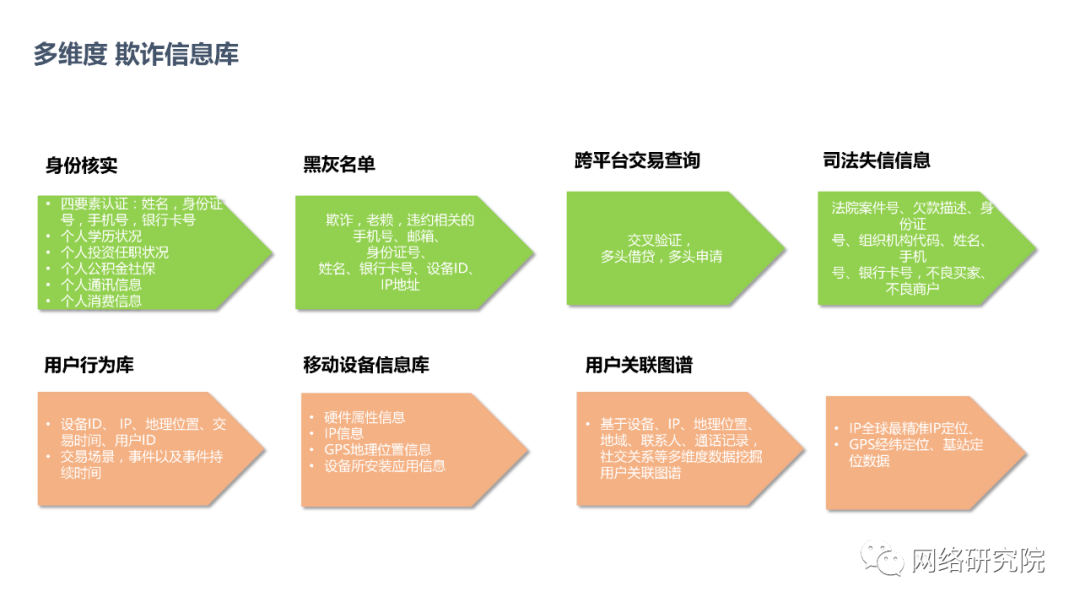 多维度 欺诈信息库
身份核实
• 四要素认证：姓名，身份证
号，手机号，银行卡号
• 个人学历状况
• 个人投资任职状况
• 个人公积金社保
• 个人通讯信息
• 个人消费信息
黑灰名单
欺诈，老赖，违约相关的
手机号、邮箱、
身份证号、
姓名、银行卡号、设备ID、
IP地址
跨平台交易查询
交叉验证，
多头借贷，多头申请
司法失信信息
法院案件号、欠款描述、身
份证
号、组织机构代码、姓名、
手机
号、银行卡号，不良买家、
不良商户
用户行为库
• 设备ID、 IP、地理位置、交
易时间、用户ID
• 交易场景，事件以及事件持
续时间
移动设备信息库
• 硬件属性信息
• IP信息
• GPS地理位置信息
• 设备所安装应用信息
用户关联图谱
• 基于设备、IP、地理位置、
地域、联系人、通话记录，
社交关系等多维度数据挖掘
用户关联图谱
• IP全球最精准IP定位、
• GPS经纬定位、基站定
位数据
网络研究院